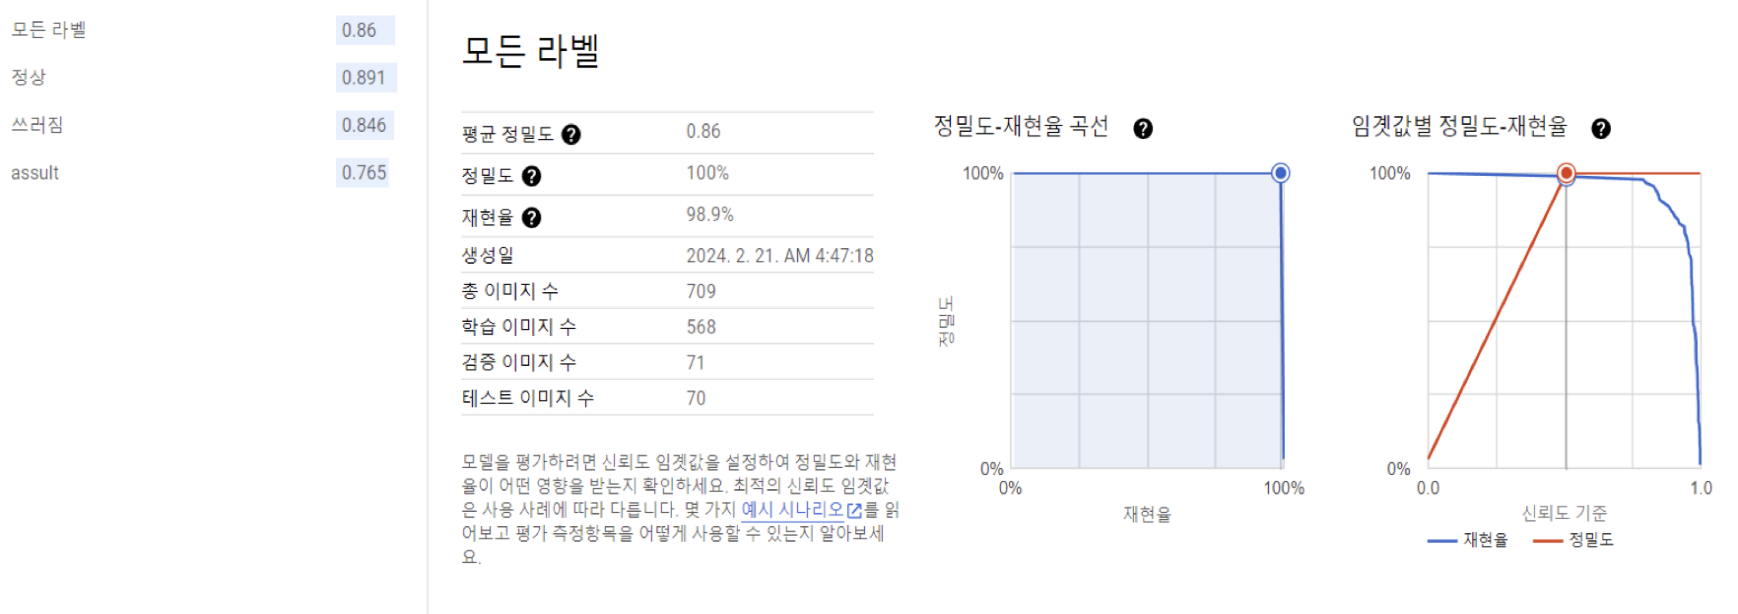 모든 라벨 0.86
정상 0.891
쓰러짐 0.846
assult 0.765
모든 라벨
평균 정밀도 ? 0.86
정밀도 ? 100%
재현율 ? 98.9%
생성일 2024. 2. 21. AM 4:47:18
총 이미지 수 709
학습 이미지 수 568
검증 이미지 수 71
테스트 이미지 수 70
모델을 평가하려면 신뢰도 임곗값을 설정하여 정밀도와 재현
율이 어떤 영향을 받는지 확인하세요. 최적의 신뢰도 임곗값
은 사용 사례에 따라 다릅니다. 몇 가지 예시 시나리오를 읽
어보고 평가 측정항목을 어떻게 사용할 수 있는지 알아보세
요.
정밀도-재현율 곡선 ?
100%
정밀도
0%
0% 100%
재현율
임곗값별 정밀도-재현율 ?
100%
0%
0.0 1.0
신뢰도 기준
재현율 정밀도